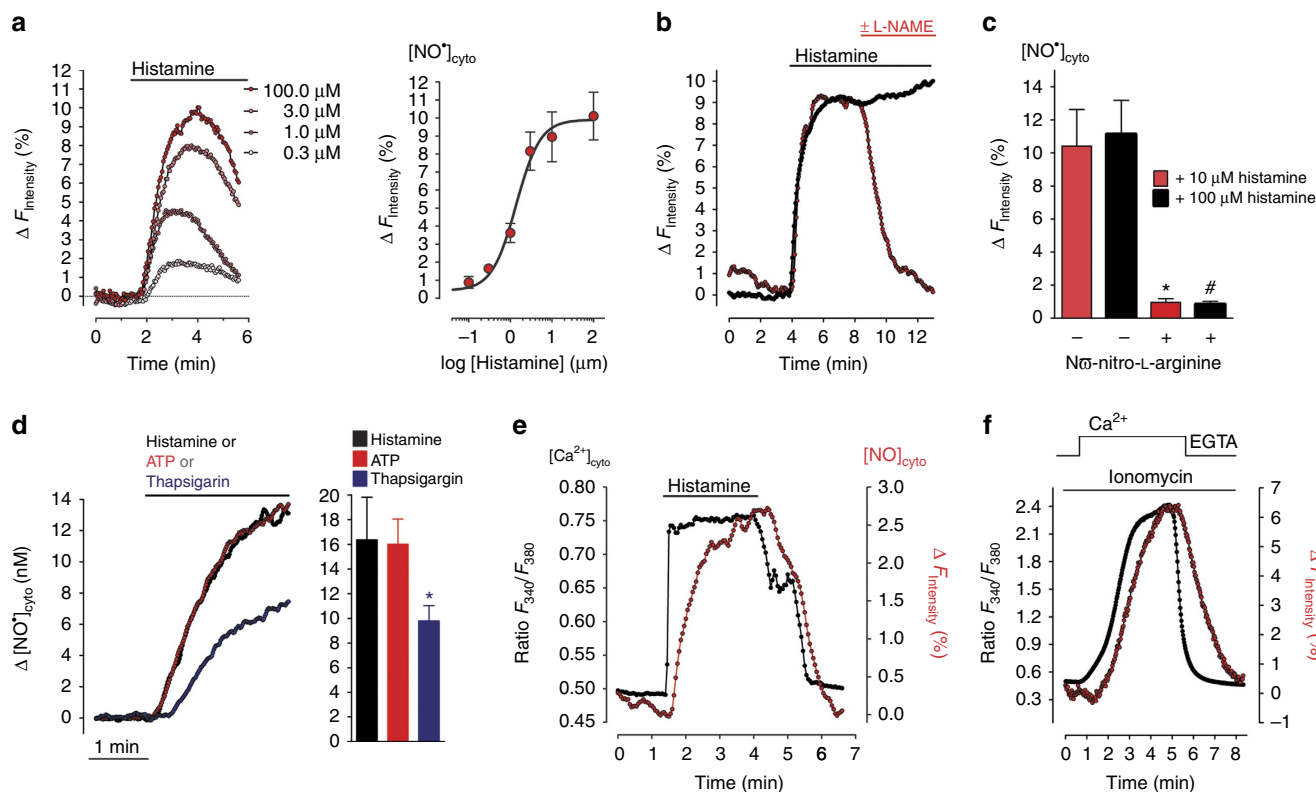 a
Histamine
100.0 μM
3.0 μM
1.0 μM
0.3 μM
12
11
10
9
8
7
6
5
4
3
2
1
0
Δ F Intensity (%)
0 2 4 6
Time (min)
[NO•]cyto
12
11
10
9
8
7
6
5
4
3
2
1
0
Δ F Intensity (%)
−1 0 1 2
log [Histamine] (μm)
b
± L-NAME
Histamine
10
9
8
7
6
5
4
3
2
1
0
Δ F Intensity (%)
0 2 4 6 8 10 12
Time (min)
c
[NO•]cyto
14
12
10
8
6
4
2
0
Δ F Intensity (%)
+ 10 μM histamine
+ 100 μM histamine
* #
− − + +
Nϖ-nitro-L-arginine
d
Histamine or
ATP or
Thapsigarin
14
12
10
8
6
4
2
0
Δ [NO•]cyto (nM)
1 min
Histamine
ATP
Thapsigargin
20
18
16
14
12
10
8
6
4
2
0
*
e
[Ca2+]cyto
[NO]cyto
Histamine
0.80
0.75
0.70
0.65
0.60
0.55
0.50
0.45
Ratio F340/F380
3.0
2.5
2.0
1.5
1.0
0.5
0.0
Δ F Intensity (%)
0 1 2 3 4 5 6 7
Time (min)
f
Ca2+
EGTA
Ionomycin
2.4
2.1
1.8
1.5
1.2
0.9
0.6
0.3
Ratio F340/F380
7
6
5
4
3
2
1
0
−1
Δ F Intensity (%)
0 1 2 3 4 5 6 7 8
Time (min)